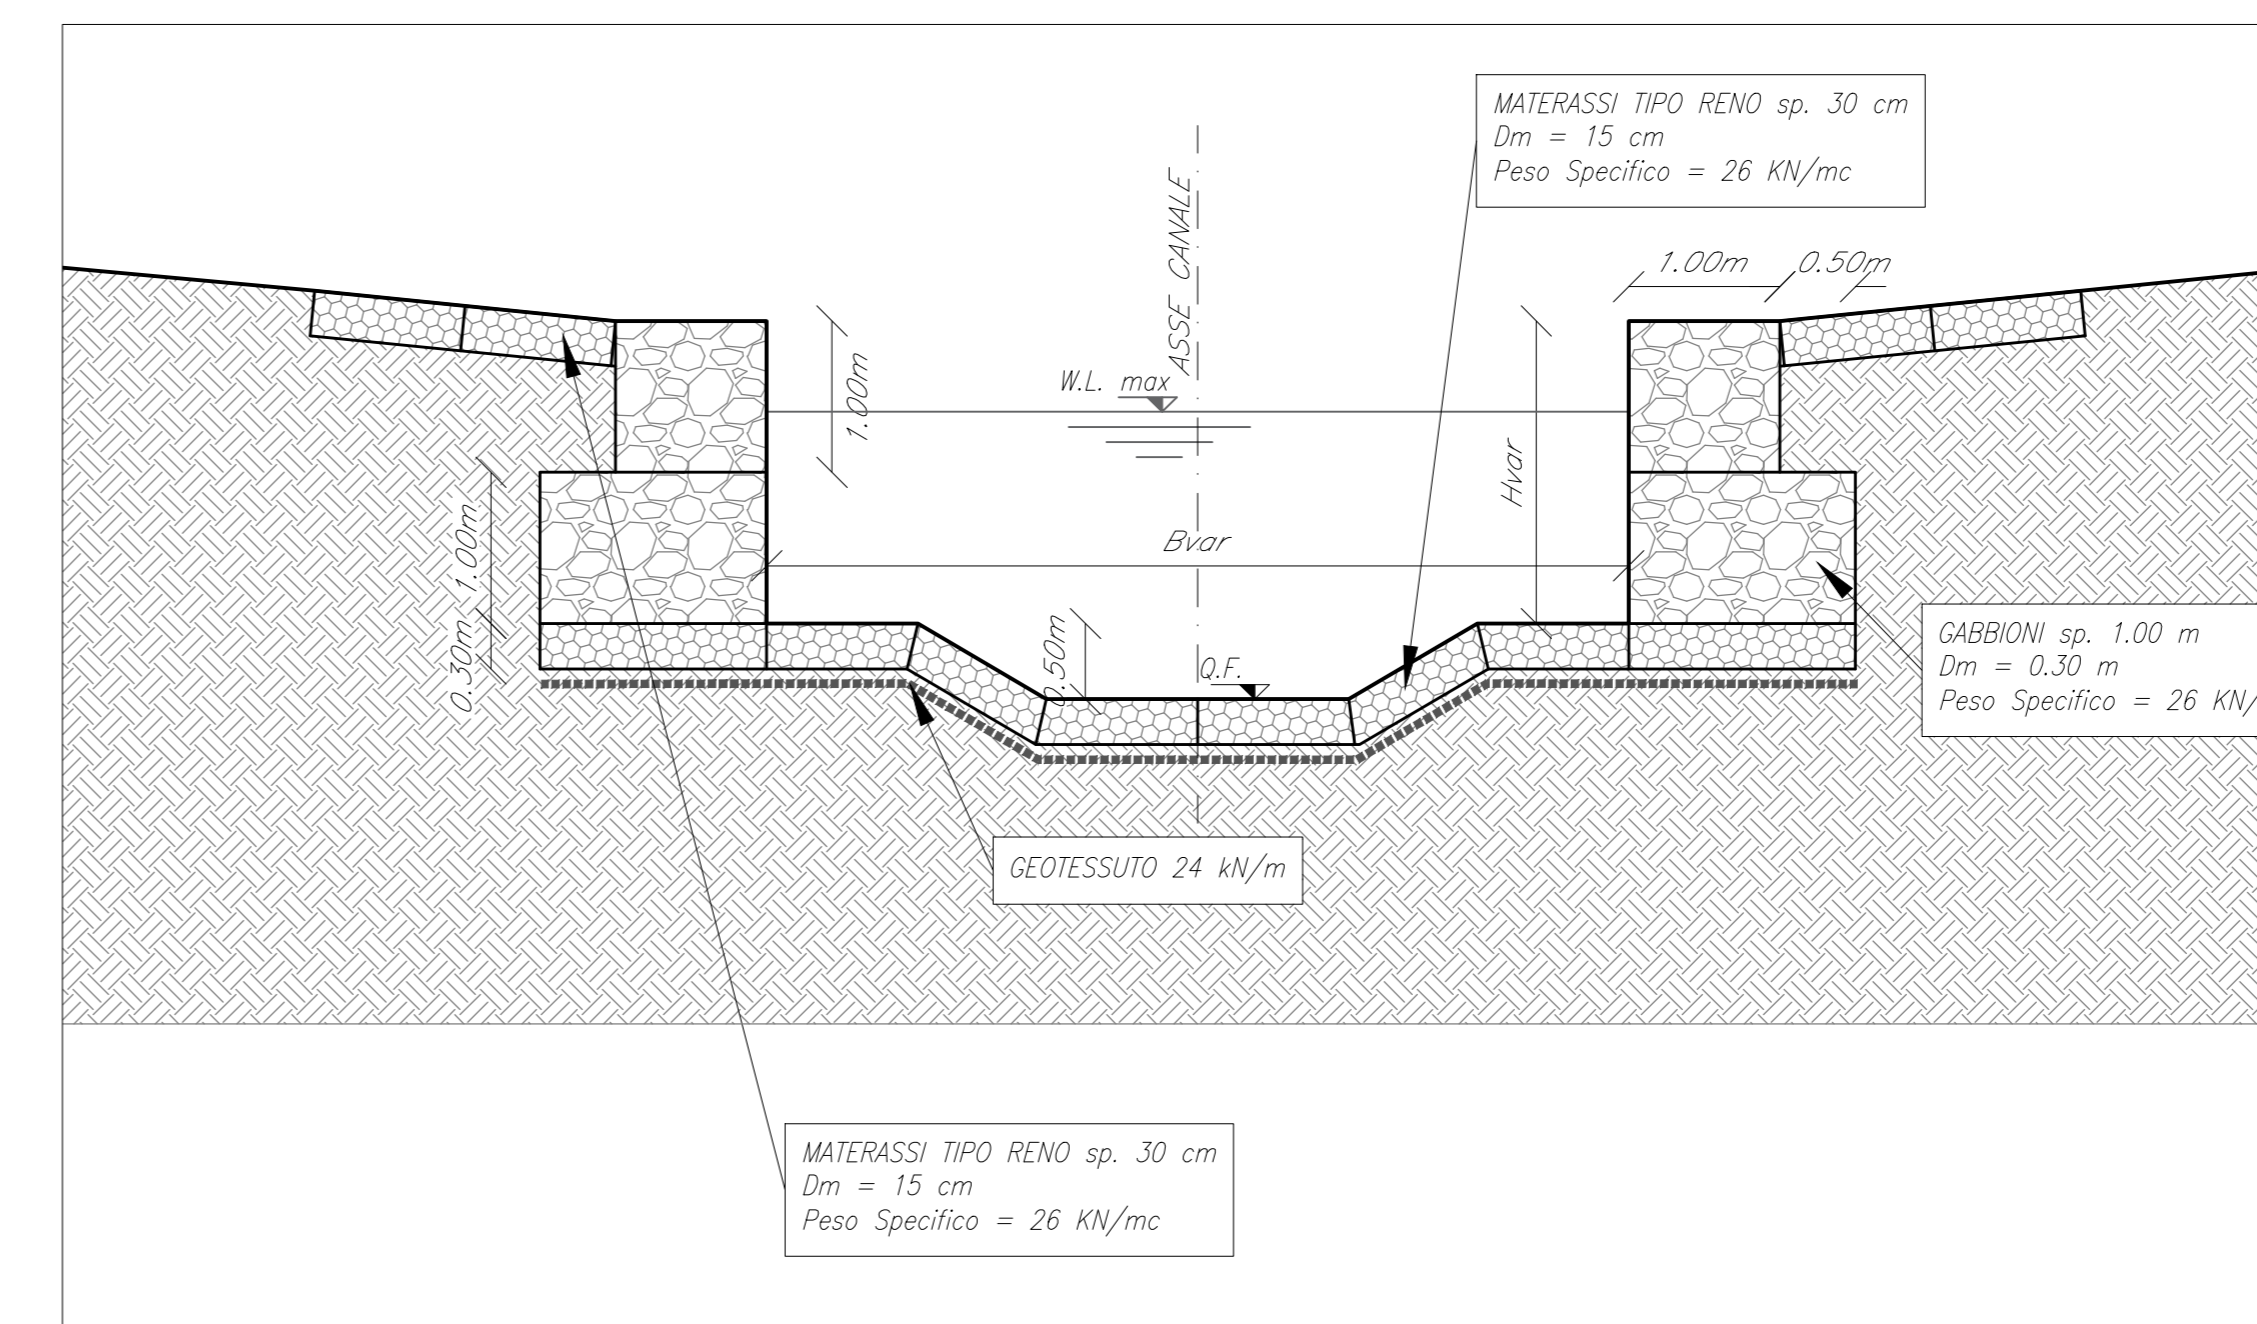 MATERASSI TIPO RENO sp. 30 cm
Dm = 15 cm
Peso Specifico = 26 KN/mc
ASSE CANALE
1.00m
0.50m
W.L. max
1.00m
Hvar
Bvar
1.00m
0.30m
0.50m
Q.F.
GABBIONI sp. 1.00 m
Dm = 0.30 m
Peso Specifico = 26 KN/
GEOTESSUTO 24 kN/m
MATERASSI TIPO RENO sp. 30 cm
Dm = 15 cm
Peso Specifico = 26 KN/mc